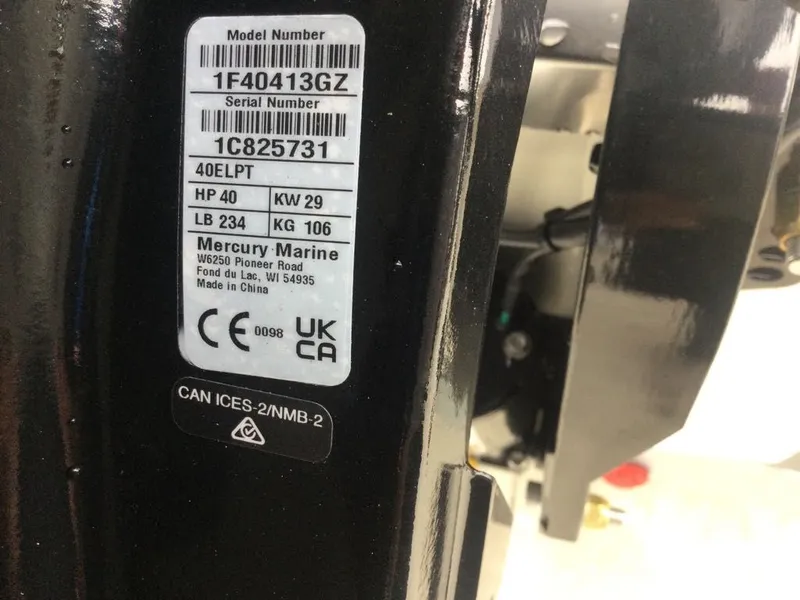 Model Number
1F40413GZ
Serial Number
1C825731
40ELPT
HP 40 KW 29
LB 234 KG 106
Mercury Marine
W6250 Pioneer Road
Fond du Lac, WI 54935
Made in China
CE 0098 UK
CA
CAN ICES-2/NMB-2